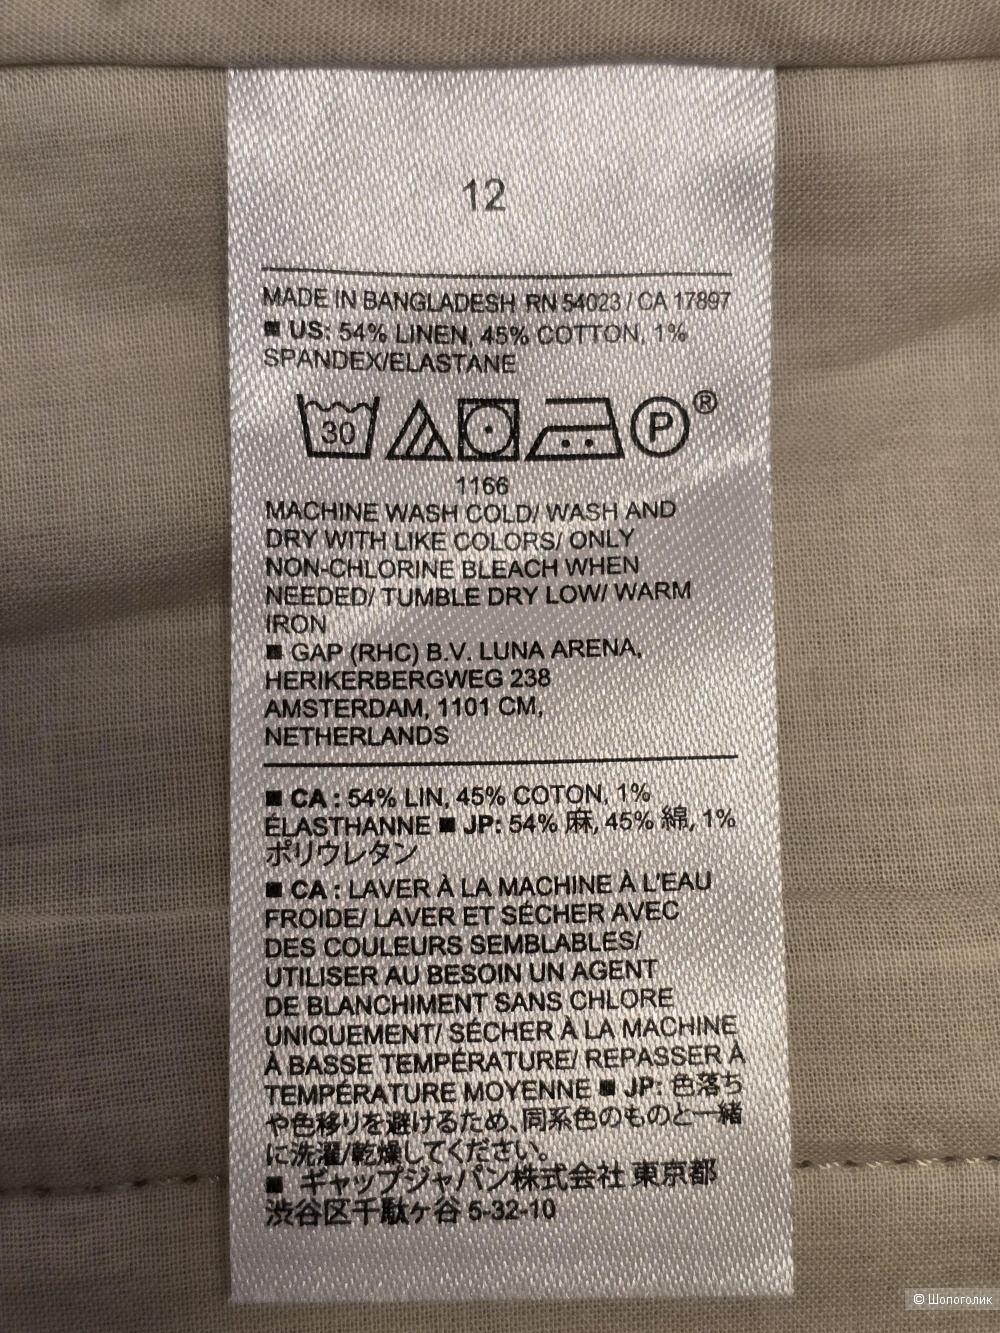 12
MADE IN BANGLADESH RN 54023 / CA 17897
■ US: 54% LINEN, 45% COTTON, 1%
SPANDEX/ELASTANE
30 P ®
1166
MACHINE WASH COLD/ WASH AND
DRY WITH LIKE COLORS/ ONLY
NON-CHLORINE BLEACH WHEN
NEEDED/ TUMBLE DRY LOW/ WARM
IRON
■ GAP (RHC) B.V. LUNA ARENA,
HERIKERBERGWEG 238
AMSTERDAM, 1101 CM,
NETHERLANDS
■ CA : 54% LIN, 45% COTON, 1%
ÉLASTHANNE ■ JP: 54% 麻, 45% 綿, 1%
ポリウレタン
■ CA : LAVER À LA MACHINE À L'EAU
FROIDE/ LAVER ET SÉCHER AVEC
DES COULEURS SEMBLABLES/
UTILISER AU BESOIN UN AGENT
DE BLANCHIMENT SANS CHLORE
UNIQUEMENT/ SÉCHER À LA MACHINE
À BASSE TEMPÉRATURE/ REPASSER À
TEMPÉRATURE MOYENNE ■ JP: 色落ち
や色移りを避けるため、同系色のものと一緒
に洗濯/乾燥してください。
■ ギャップジャパン株式会社 東京都
渋谷区千駄ヶ谷 5-32-10
© Шопоголик